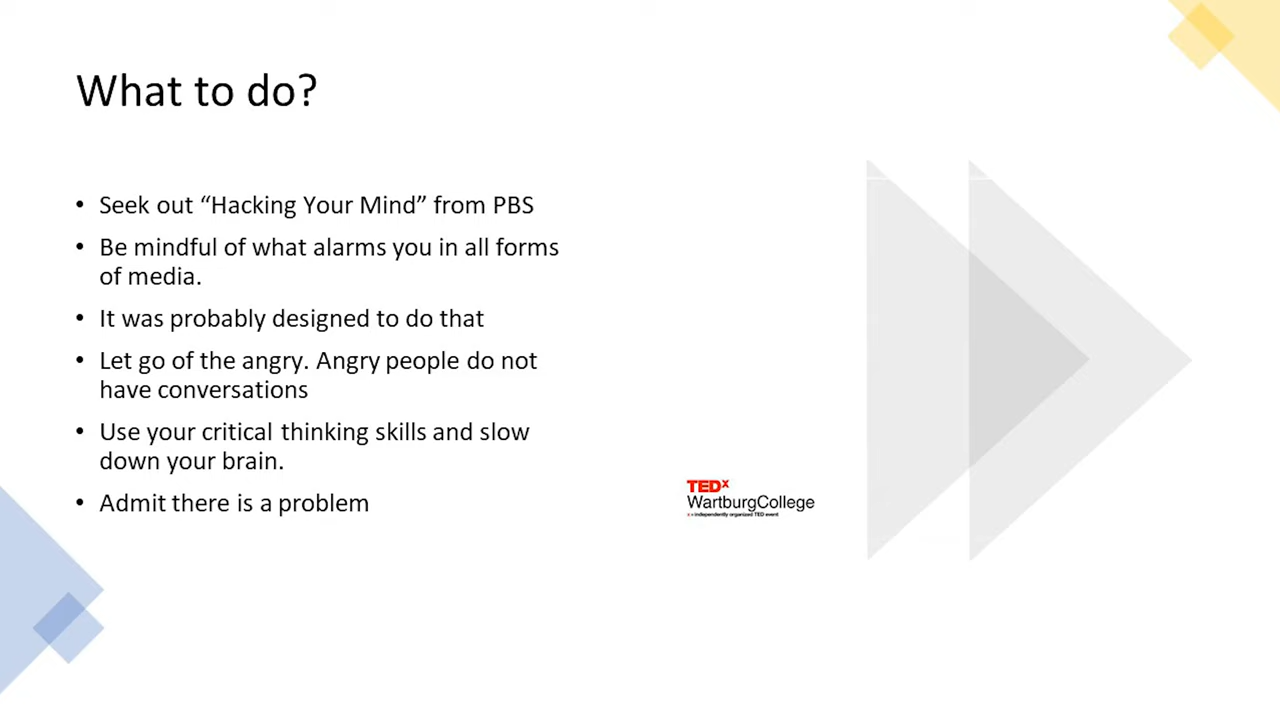 What to do?
• Seek out “Hacking Your Mind” from PBS
• Be mindful of what alarms you in all forms
of media.
• It was probably designed to do that
• Let go of the angry. Angry people do not
have conversations
• Use your critical thinking skills and slow
down your brain.
• Admit there is a problem
TEDx
WartburgCollege
x = independently organized TED event